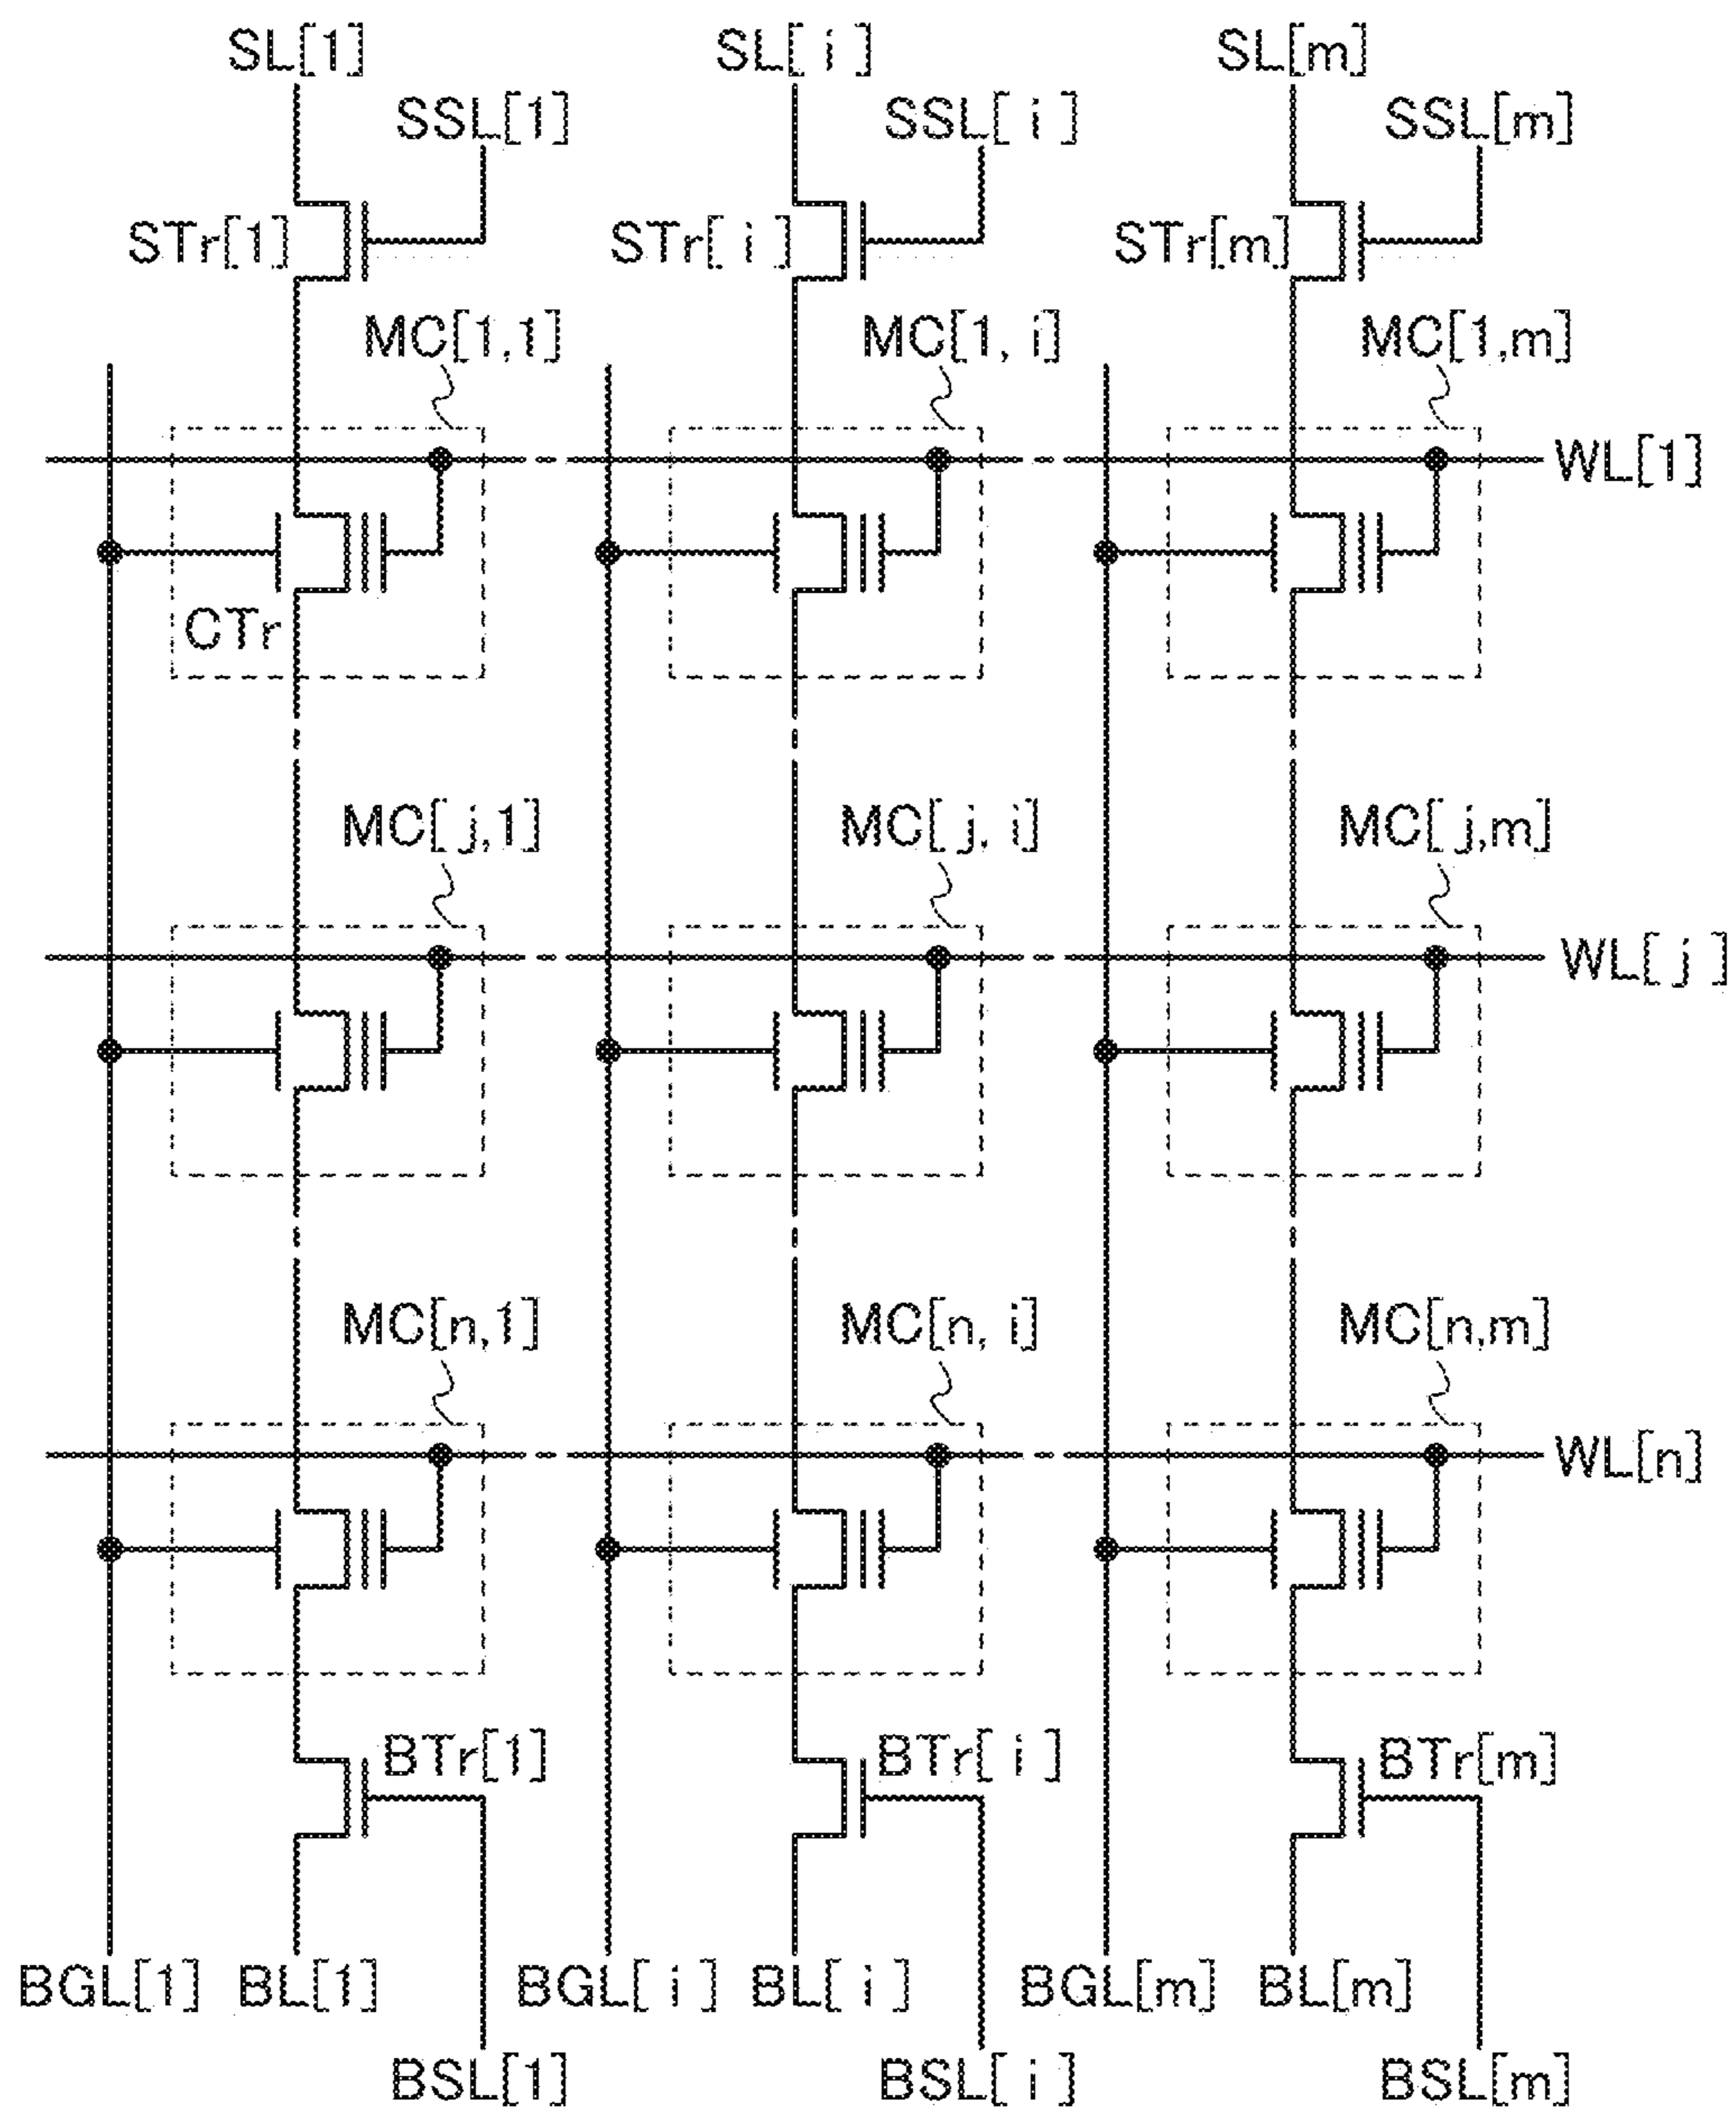 SL[1] SL[ i ] SL[m]
SSL[1] SSL[ i ] SSL[m]
STr[1] STr[ i ] STr[m]
MC[1,1] MC[1, i] MC[1,m]
WL[1]
CTr
MC[ j,1] MC[ j, i] MC[ j,m]
WL[ j ]
MC[n,1] MC[n, i] MC[n,m]
WL[n]
BTr[1] BTr[ i ] BTr[m]
BGL[1] BL[1] BGL[ i ] BL[ i ] BGL[m] BL[m]
BSL[1] BSL[ i ] BSL[m]